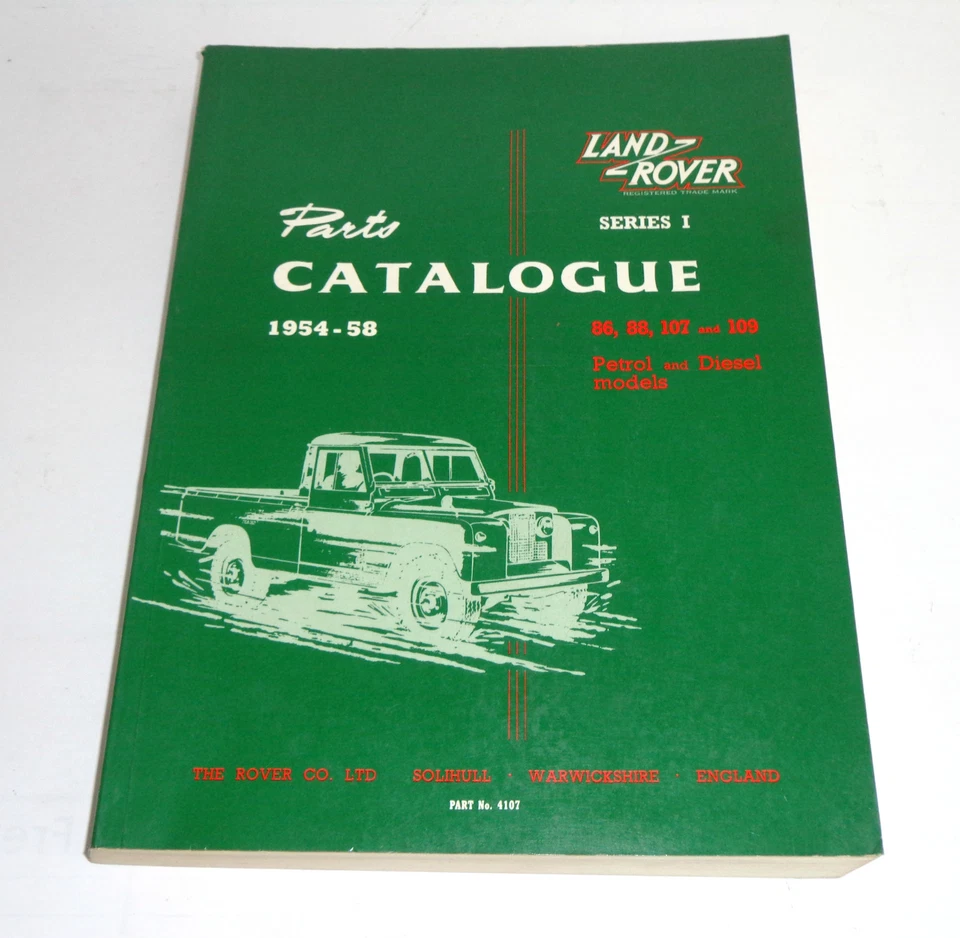 LAND
ROVER
REGISTERED TRADE MARK
Parts
SERIES I
CATALOGUE
1954-58
86, 88, 107 and 109
Petrol and Diesel
models
THE ROVER CO. LTD SOLIHULL · WARWICKSHIRE · ENGLAND
PART No. 4107